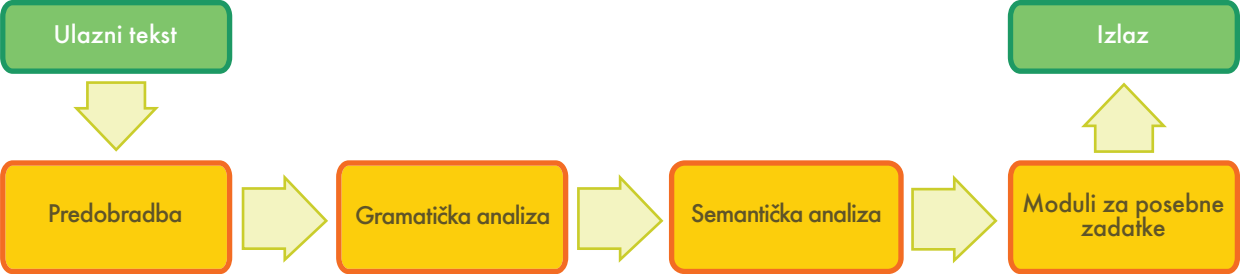 Ulazni tekst
Izlaz
Predobradba
Gramatička analiza
Semantička analiza
Moduli za posebne
zadatke